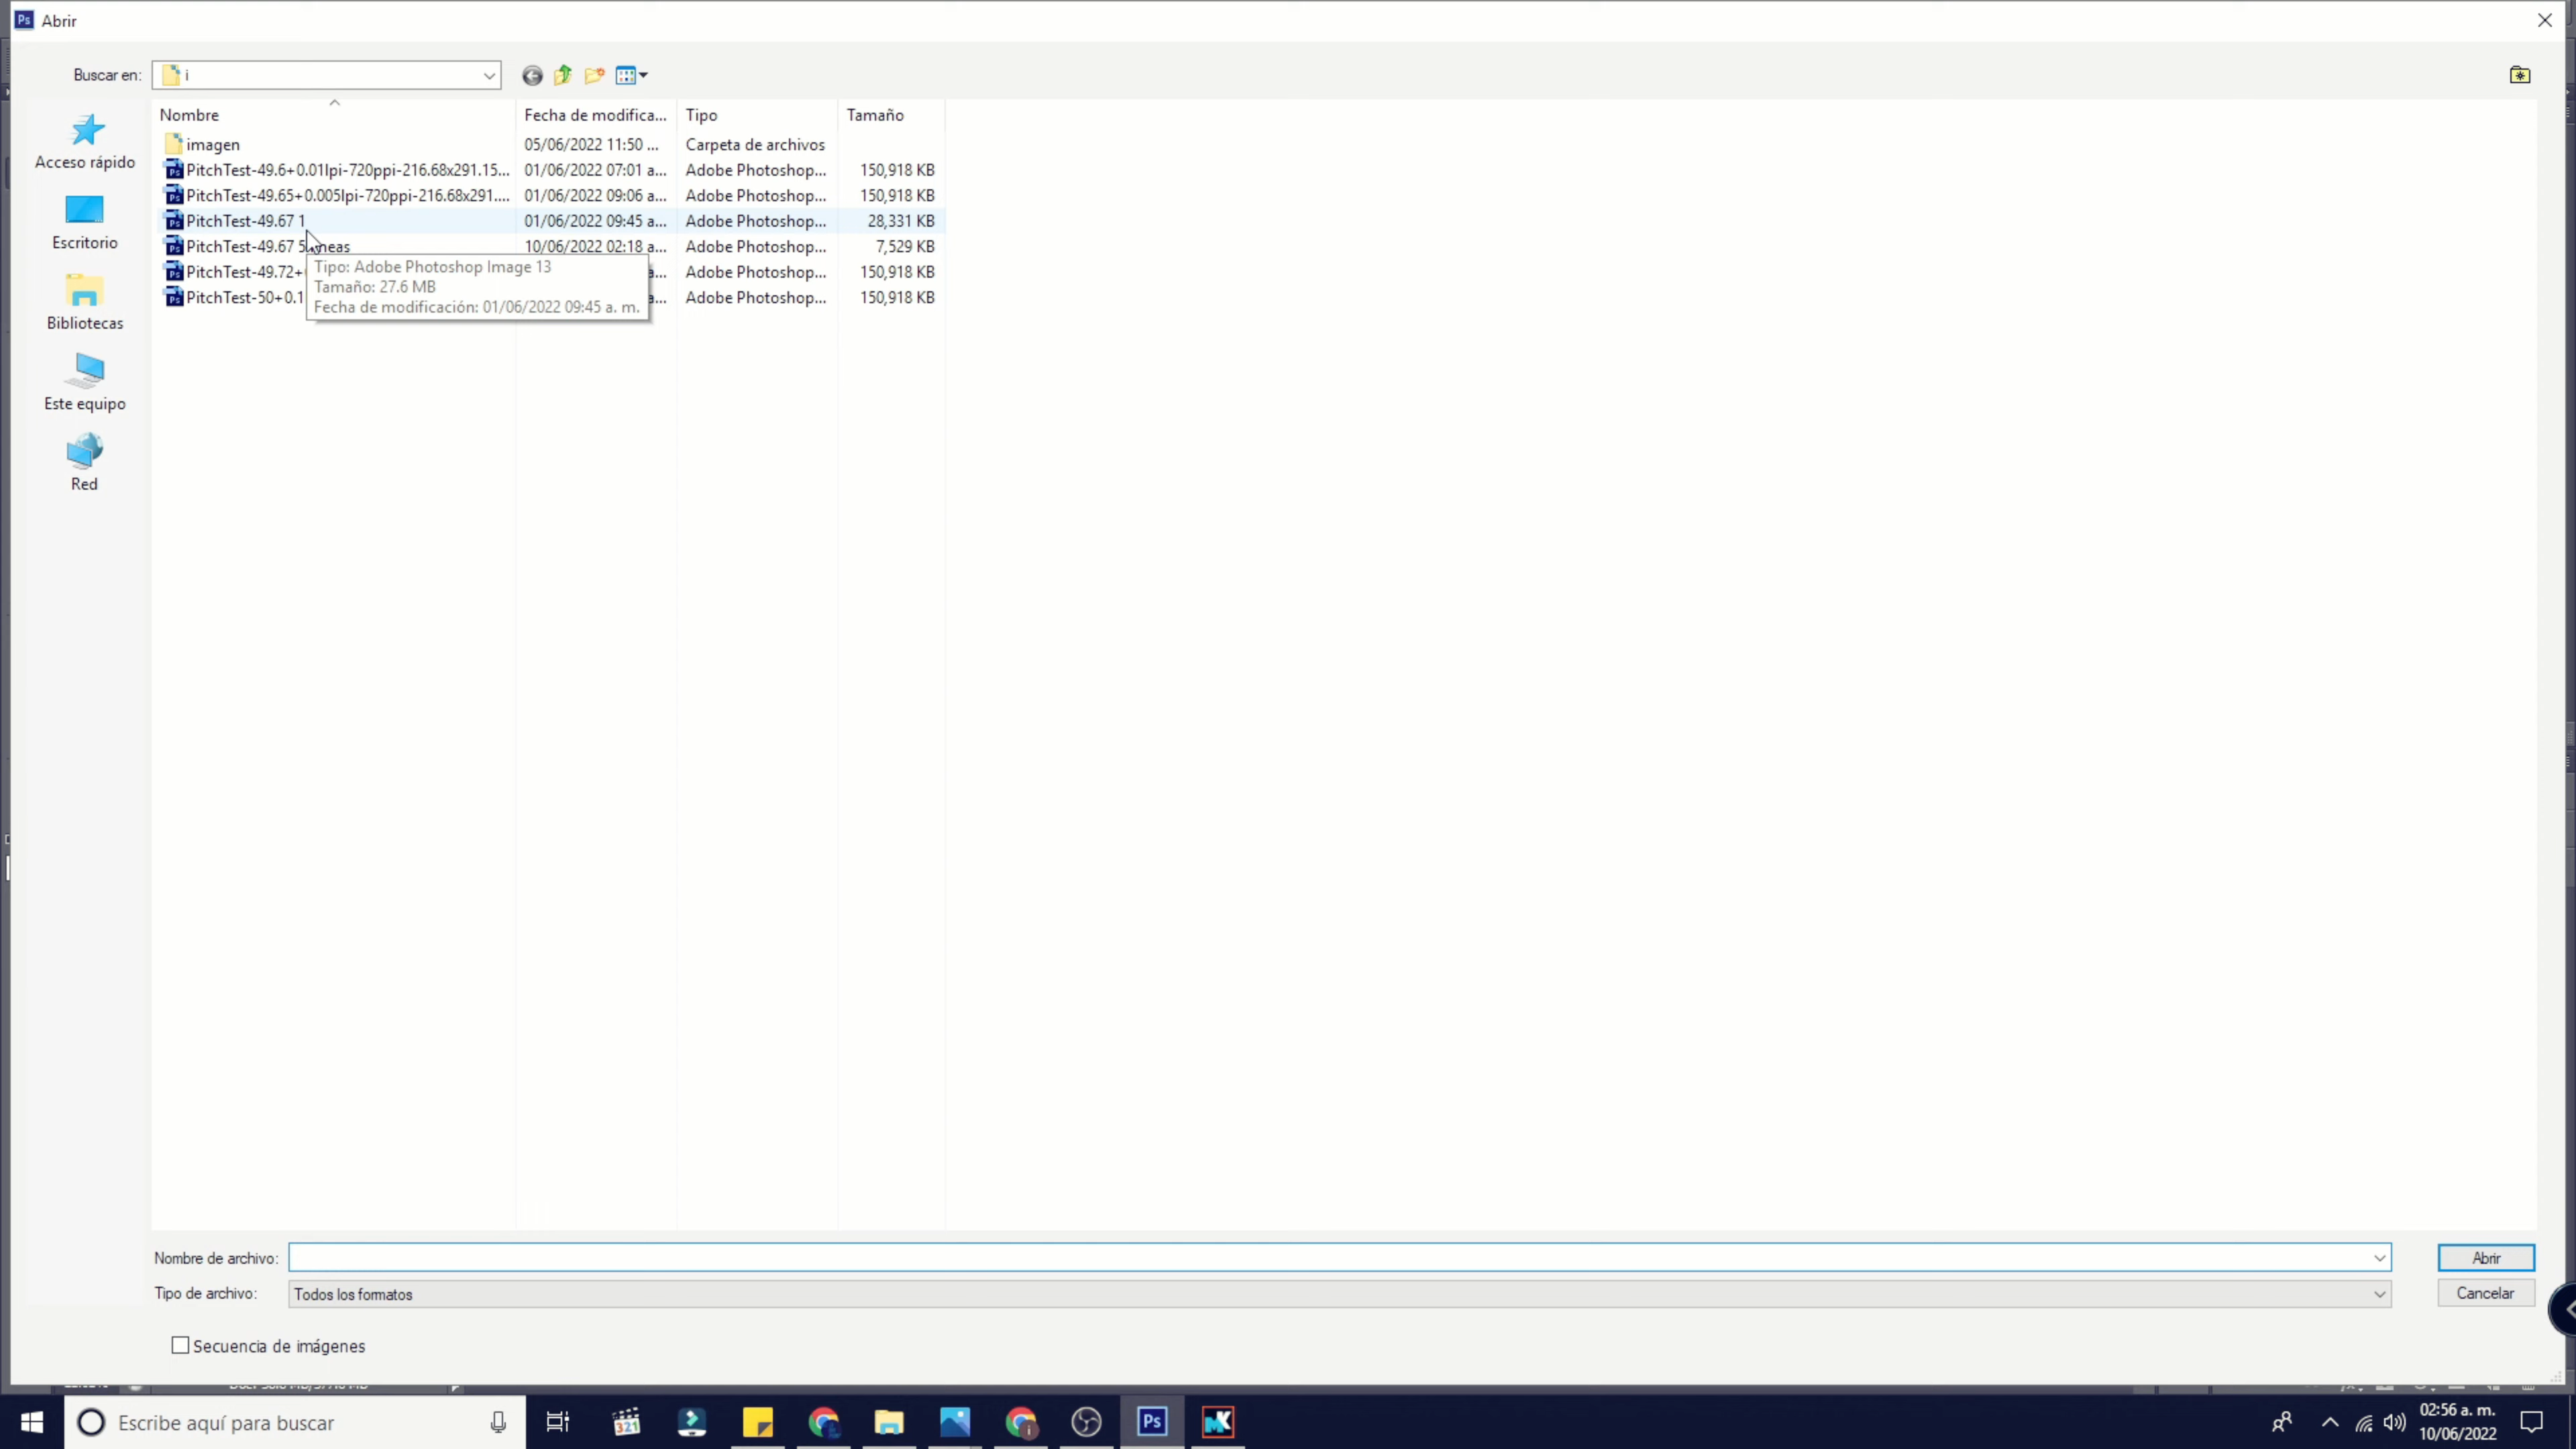 Ps Abrir
Buscar en: i
Nombre Fecha de modifica... Tipo Tamaño
imagen 05/06/2022 11:50 ... Carpeta de archivos
PitchTest-49.6+0.01lpi-720ppi-216.68x291.15... 01/06/2022 07:01 a... Adobe Photoshop... 150,918 KB
PitchTest-49.65+0.005lpi-720ppi-216.68x291.... 01/06/2022 09:06 a... Adobe Photoshop... 150,918 KB
PitchTest-49.67 1 01/06/2022 09:45 a... Adobe Photoshop... 28,331 KB
PitchTest-49.67 5 neas 10/06/2022 02:18 a... Adobe Photoshop... 7,529 KB
PitchTest-49.72+ a... Adobe Photoshop... 150,918 KB
PitchTest-50+0.1 a... Adobe Photoshop... 150,918 KB
Tipo: Adobe Photoshop Image 13
Tamaño: 27.6 MB
Fecha de modificación: 01/06/2022 09:45 a. m.
Acceso rápido
Escritorio
Bibliotecas
Este equipo
Red
Nombre de archivo: Abrir
Tipo de archivo: Todos los formatos Cancelar
Secuencia de imágenes
Escribe aquí para buscar
321
Ps
MK
02:56 a. m.
10/06/2022